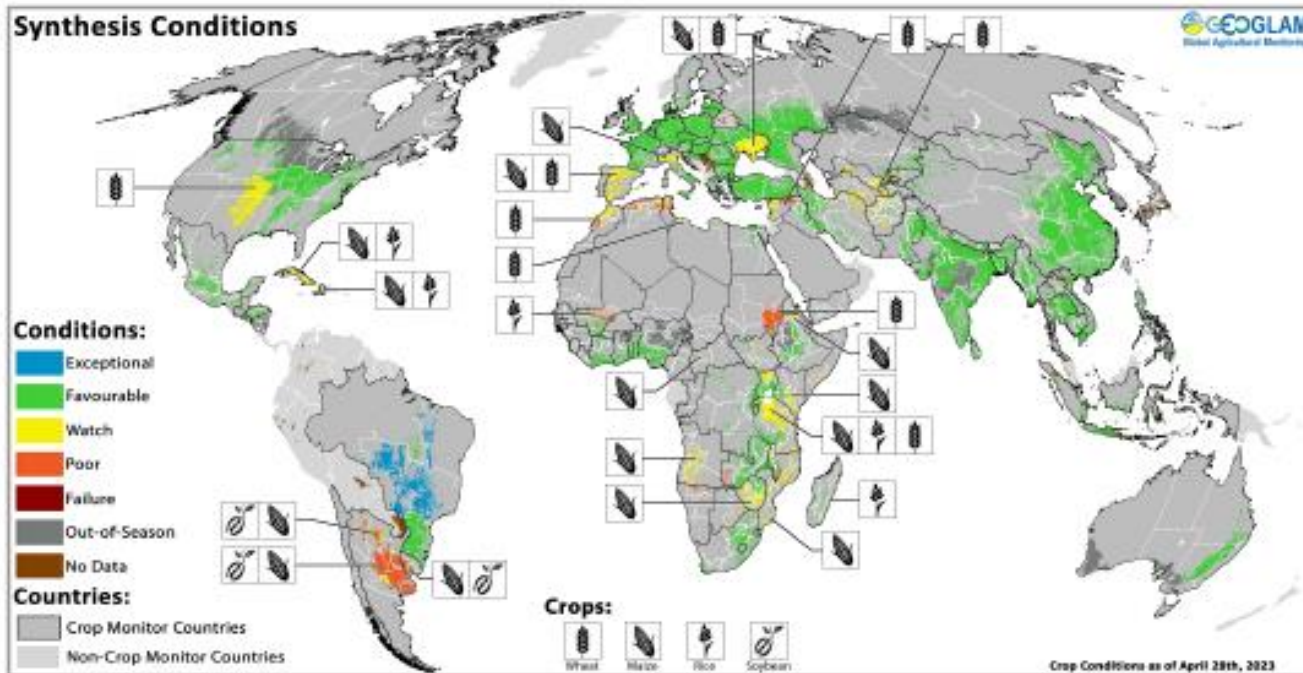 Synthesis Conditions
GEOGLAM
Global Agricultural Monitoring
Conditions:
Exceptional
Favourable
Watch
Poor
Failure
Out-of-Season
No Data
Countries:
Crop Monitor Countries
Non-Crop Monitor Countries
Crops:
Wheat
Maize
Rice
Soybean
Crop Conditions as of April 28th, 2023